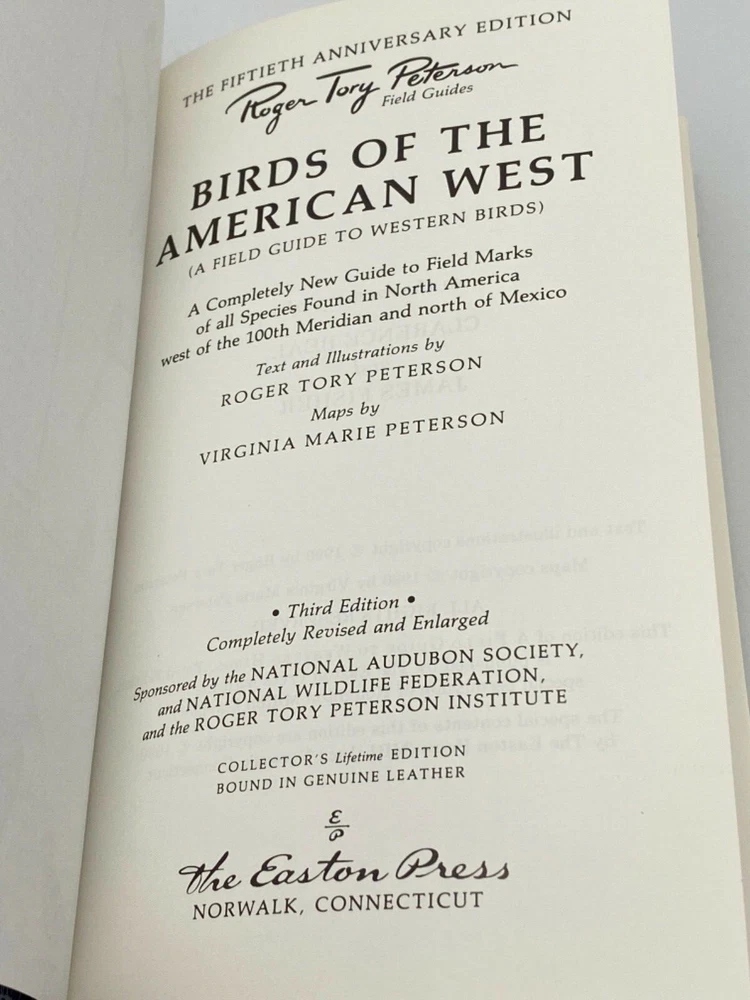 THE FIFTIETH ANNIVERSARY EDITION
Roger Tory Peterson
Field Guides
BIRDS OF THE
AMERICAN WEST
(A FIELD GUIDE TO WESTERN BIRDS)
A Completely New Guide to Field Marks
of all Species Found in North America
west of the 100th Meridian and north of Mexico
Text and Illustrations by
ROGER TORY PETERSON
Maps by
VIRGINIA MARIE PETERSON
• Third Edition •
Completely Revised and Enlarged
Sponsored by the NATIONAL AUDUBON SOCIETY,
and NATIONAL WILDLIFE FEDERATION,
and the ROGER TORY PETERSON INSTITUTE
COLLECTOR'S Lifetime EDITION
BOUND IN GENUINE LEATHER
E
P
The Easton Press
NORWALK, CONNECTICUT